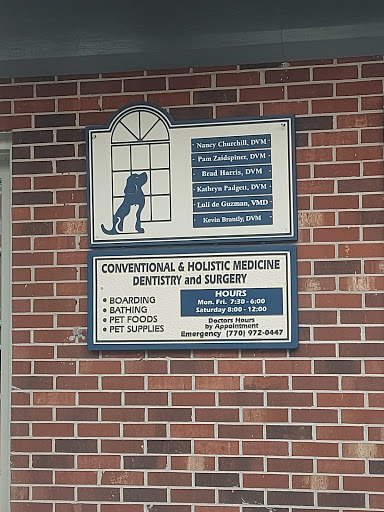 Nancy Churchill, DVM
Pam Zaidspiner, DVM
Brad Harris, DVM
Kathryn Padgett, DVM
Luli de Guzman, VMD
Kevin Brantly, DVM
CONVENTIONAL & HOLISTIC MEDICINE
DENTISTRY and SURGERY
• BOARDING
• BATHING
• PET FOODS
• PET SUPPLIES
HOURS
Mon. Fri. 7:30 - 6:00
Saturday 8:00 - 12:00
Doctors Hours
by Appointment
Emergency (770) 972-0447